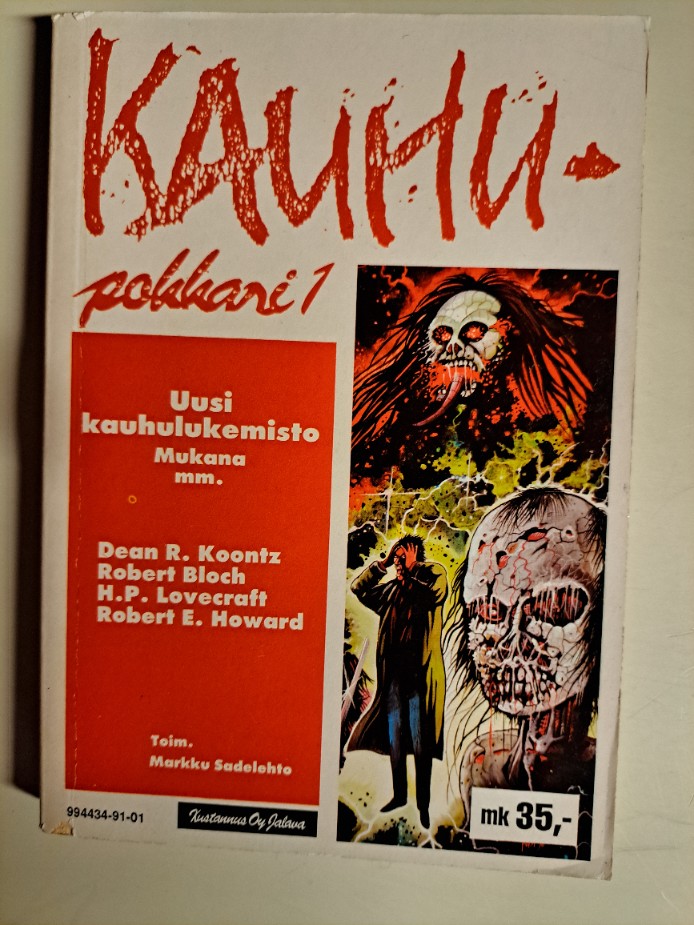 KAUHU-
pokkari 1
Uusi
kauhulukemisto
Mukana
mm.
Dean R. Koontz
Robert Bloch
H.P. Lovecraft
Robert E. Howard
Toim.
Markku Sadelehto
994434-91-01
Kustannus Oy Jalava
mk 35,-